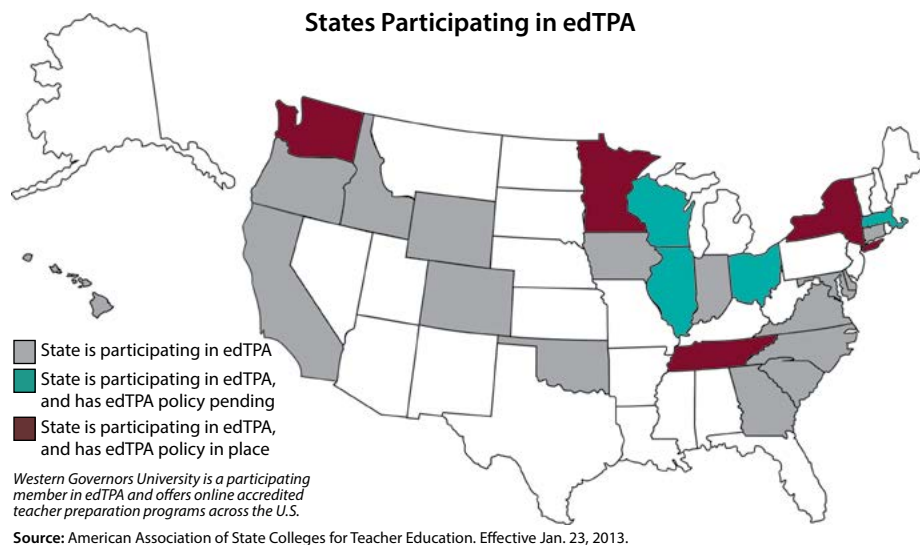 States Participating in edTPA
State is participating in edTPA
State is participating in edTPA,
and has edTPA policy pending
State is participating in edTPA,
and has edTPA policy in place
Western Governors University is a participating
member in edTPA and offers online accredited
teacher preparation programs across the U.S.
Source: American Association of State Colleges for Teacher Education. Effective Jan. 23, 2013.